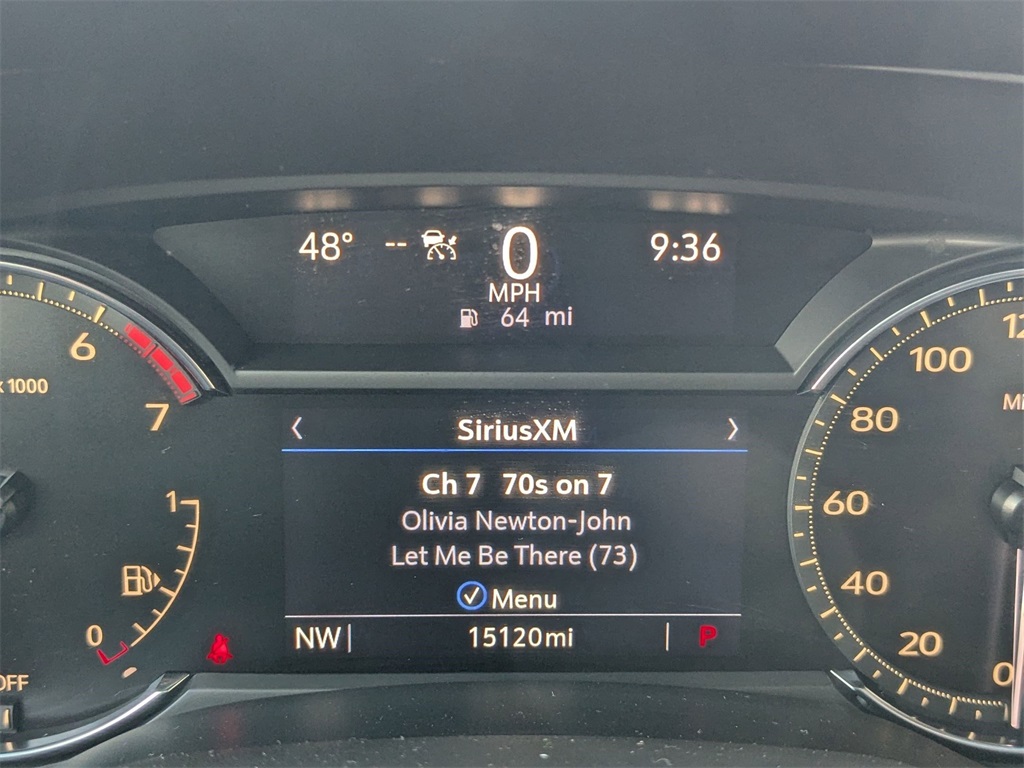 48° -- 0 9:36
MPH
64 mi
6
x 1000
7
1
0
OFF
‹ SiriusXM ›
Ch 7 70s on 7
Olivia Newton-John
Let Me Be There (73)
Menu
NW 15120mi P
100
80
60
40
20
0